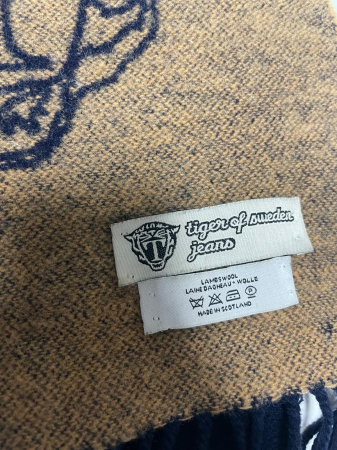 T
tiger of sweden
jeans
LAMBSWOOL
LAINE D'AGNEAU - WOLLE
P
MADE IN SCOTLAND